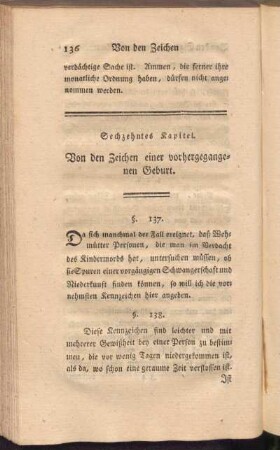 136 Von den Zeichen
verdächtige Sache ist. Ammen, die ferner ihre
monatliche Ordnung haben, dürfen nicht ange
nommen werden.
Sechzehntes Kapitel.
Von den Zeichen einer vorhergegange-
nen Geburt.
§. 137.
Da sich manchmal der Fall ereignet, daß Weh
mütter Personen, die man im Verdacht
des Kindermords hat, untersuchen müssen, ob
sie Spuren einer vorgängigen Schwangerschaft und
Niederkunft finden können, so will ich die vor
nehmsten Kennzeichen hier angeben.
§. 138.
Diese Kennzeichen sind leichter und mit
mehrerer Gewißheit bey einer Person zu bestim
men, die vor wenig Tagen niedergekommen ist,
als da, wo schon eine geraume Zeit verflossen ist.
Ist